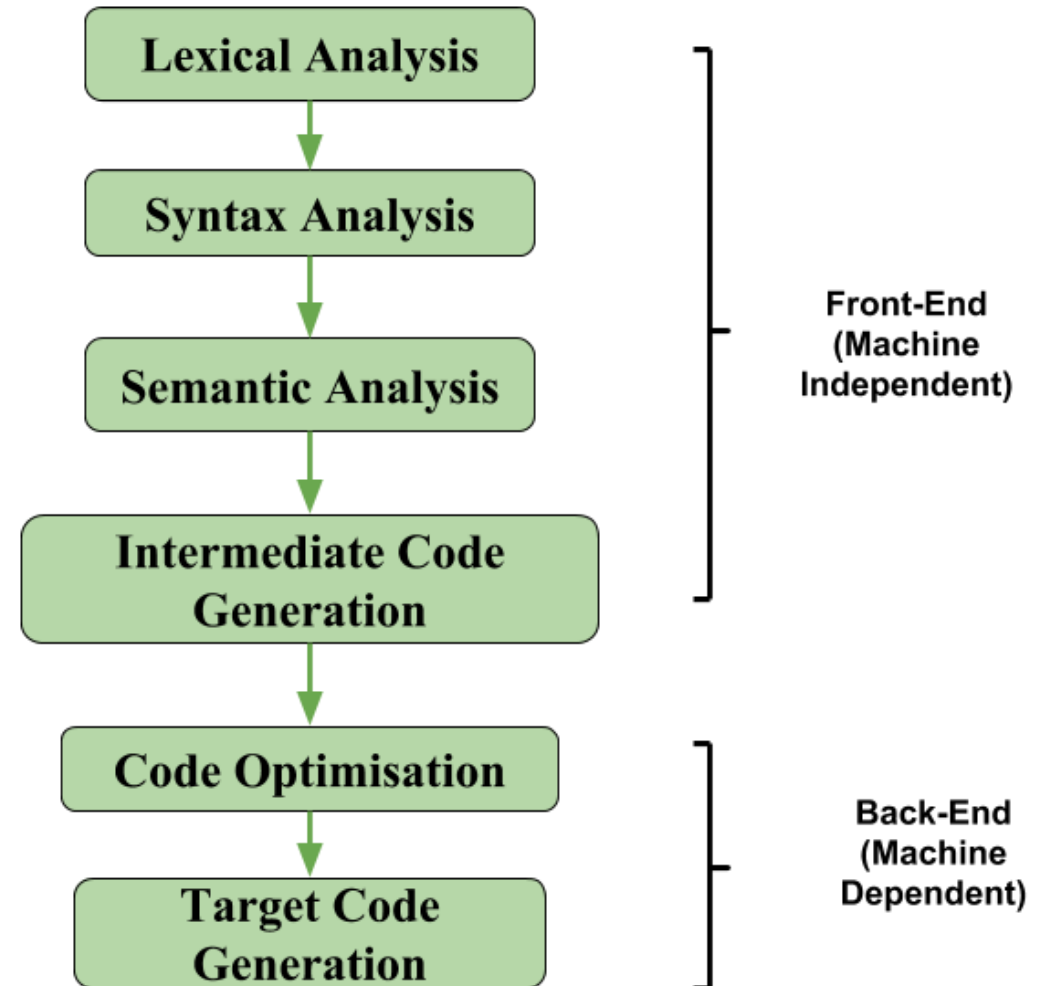 Lexical Analysis
Syntax Analysis
Semantic Analysis
Intermediate Code
Generation
Front-End
(Machine
Independent)
Code Optimisation
Target Code
Generation
Back-End
(Machine
Dependent)